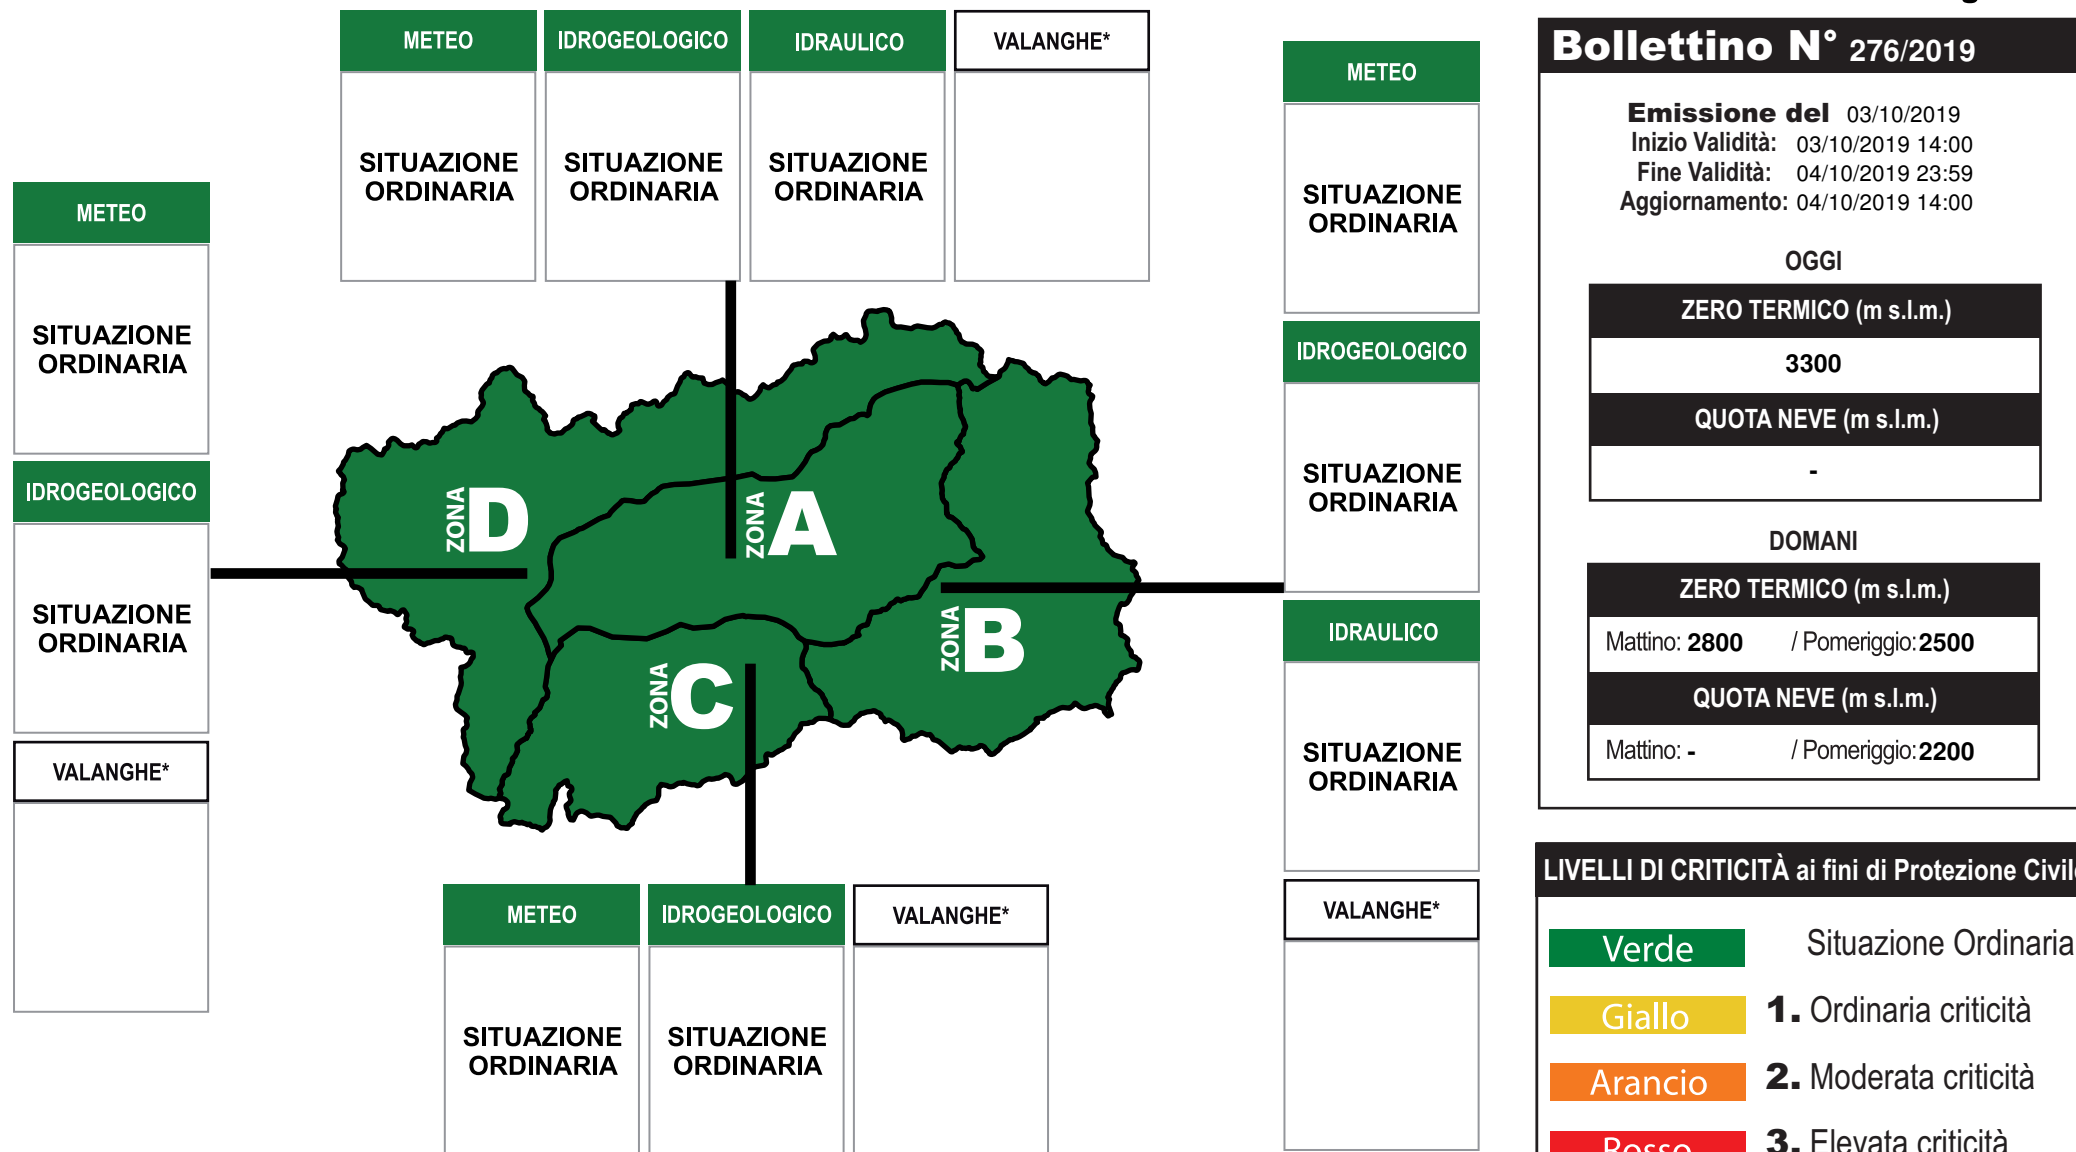 METEO
IDROGEOLOGICO
IDRAULICO
VALANGHE*
SITUAZIONE
ORDINARIA
SITUAZIONE
ORDINARIA
SITUAZIONE
ORDINARIA
METEO
SITUAZIONE
ORDINARIA
IDROGEOLOGICO
SITUAZIONE
ORDINARIA
VALANGHE*
ZONA D
ZONA A
ZONA B
ZONA C
METEO
SITUAZIONE
ORDINARIA
IDROGEOLOGICO
SITUAZIONE
ORDINARIA
IDRAULICO
SITUAZIONE
ORDINARIA
VALANGHE*
METEO
IDROGEOLOGICO
VALANGHE*
SITUAZIONE
ORDINARIA
SITUAZIONE
ORDINARIA
Bollettino N° 276/2019
Emissione del 03/10/2019
Inizio Validità: 03/10/2019 14:00
Fine Validità: 04/10/2019 23:59
Aggiornamento: 04/10/2019 14:00
OGGI
ZERO TERMICO (m s.l.m.)
3300
QUOTA NEVE (m s.l.m.)
-
DOMANI
ZERO TERMICO (m s.l.m.)
Mattino: 2800 / Pomeriggio: 2500
QUOTA NEVE (m s.l.m.)
Mattino: - / Pomeriggio: 2200
LIVELLI DI CRITICITÀ ai fini di Protezione Civile
Verde Situazione Ordinaria
Giallo 1. Ordinaria criticità
Arancio 2. Moderata criticità
Rosso 3. Elevata criticità